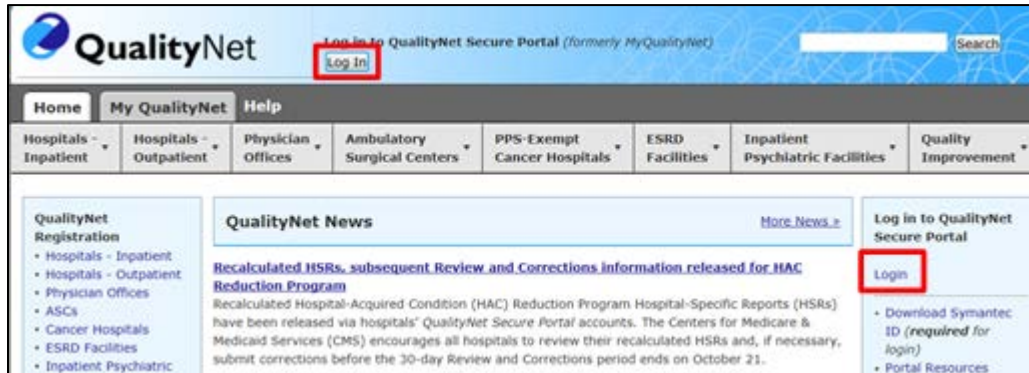 QualityNet
Log in to QualityNet Secure Portal (formerly MyQualityNet)
Log In
Search
Home
My QualityNet
Help
Hospitals - Inpatient
Hospitals - Outpatient
Physician Offices
Ambulatory Surgical Centers
PPS-Exempt Cancer Hospitals
ESRD Facilities
Inpatient Psychiatric Facilities
Quality Improvement
QualityNet
Registration
• Hospitals - Inpatient
• Hospitals - Outpatient
• Physician Offices
• ASCs
• Cancer Hospitals
• ESRD Facilities
• Inpatient Psychiatric
QualityNet News
More News »
Recalculated HSRs, subsequent Review and Corrections information released for HAC
Reduction Program
Recalculated Hospital-Acquired Condition (HAC) Reduction Program Hospital-Specific Reports (HSRs)
have been released via hospitals' QualityNet Secure Portal accounts. The Centers for Medicare &
Medicaid Services (CMS) encourages all hospitals to review their recalculated HSRs and, if necessary,
submit corrections before the 30-day Review and Corrections period ends on October 21.
Log in to QualityNet
Secure Portal
Login
• Download Symantec
ID (required for
login)
• Portal Resources